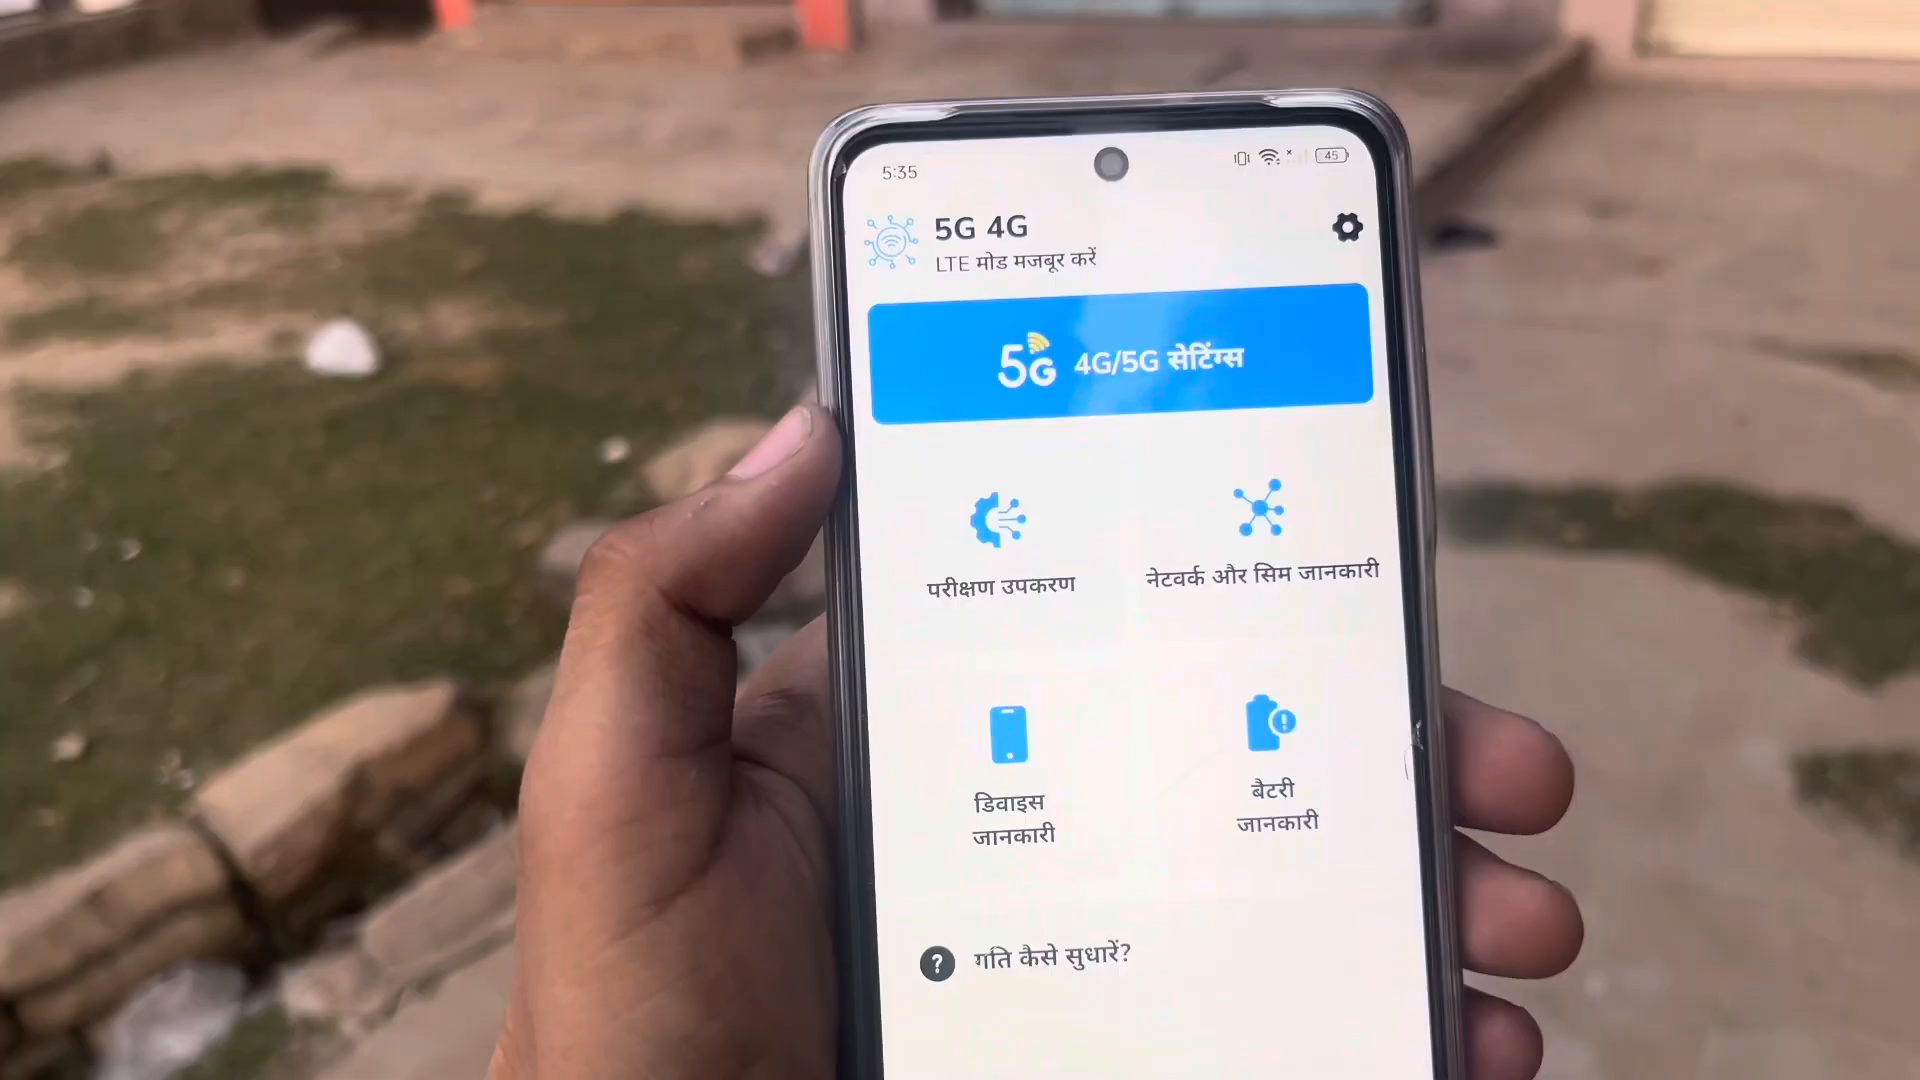 5:35
45
5G 4G
LTE मोड मजबूर करें
5G 4G/5G सेटिंग्स
परीक्षण उपकरण
नेटवर्क और सिम जानकारी
डिवाइस
जानकारी
बैटरी
जानकारी
? गति कैसे सुधारें?